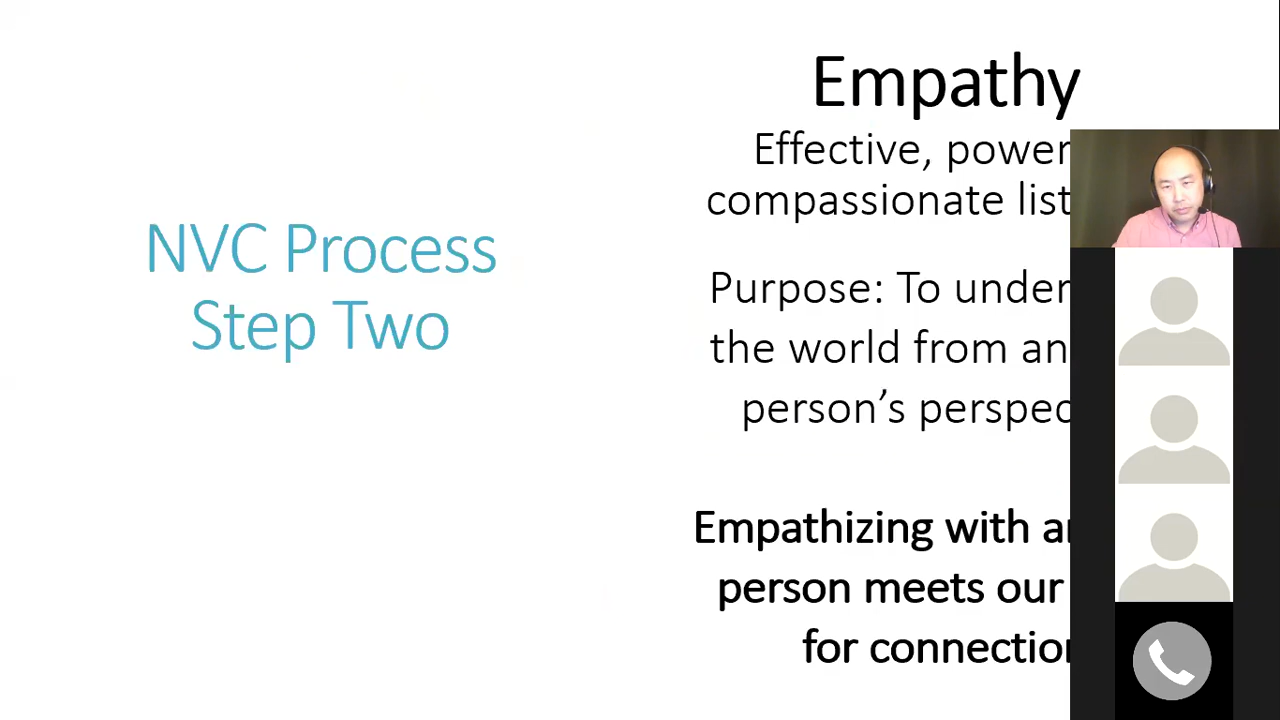 NVC Process
Step Two
Empathy
Effective, power
compassionate list
Purpose: To under
the world from an
person’s perspec
Empathizing with
person meets our
for connection